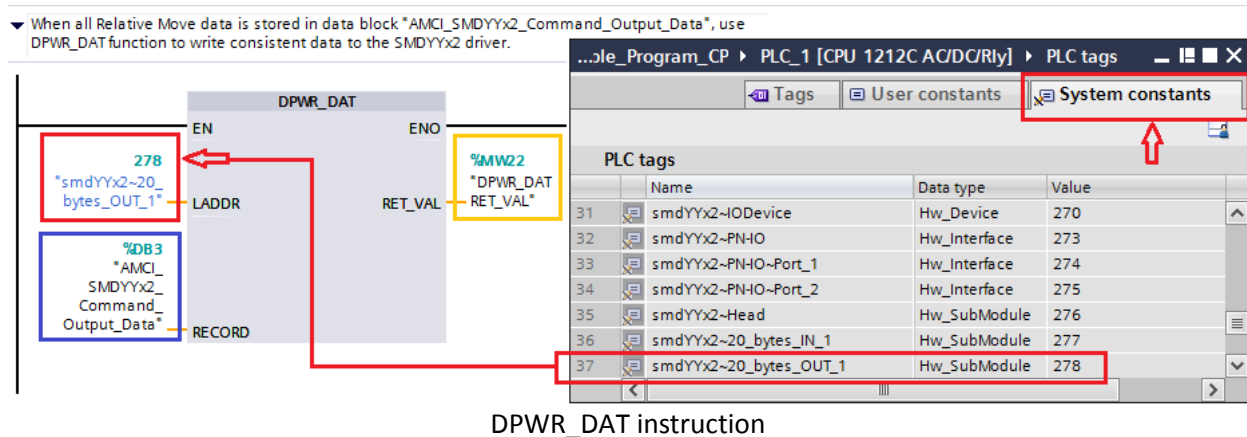 When all Relative Move data is stored in data block "AMCI_SMDYYx2_Command_Output_Data", use
DPWR_DAT function to write consistent data to the SMDYYx2 driver.
DPWR_DAT
EN ENO
278
"smdYYx2~20_
bytes_OUT_1"
LADDR
%DB3
"AMCI_
SMDYYx2_
Command_
Output_Data"
RECORD
RET_VAL
%MW22
"DPWR_DAT
RET_VAL"
...ole_Program_CP PLC_1 [CPU 1212C AC/DC/Rly] PLC tags
Tags User constants System constants
PLC tags
Name Data type Value
31 smdYYx2~IODevice Hw_Device 270
32 smdYYx2~PN-IO Hw_Interface 273
33 smdYYx2~PN-IO~Port_1 Hw_Interface 274
34 smdYYx2~PN-IO~Port_2 Hw_Interface 275
35 smdYYx2~Head Hw_SubModule 276
36 smdYYx2~20_bytes_IN_1 Hw_SubModule 277
37 smdYYx2~20_bytes_OUT_1 Hw_SubModule 278
DPWR_DAT instruction